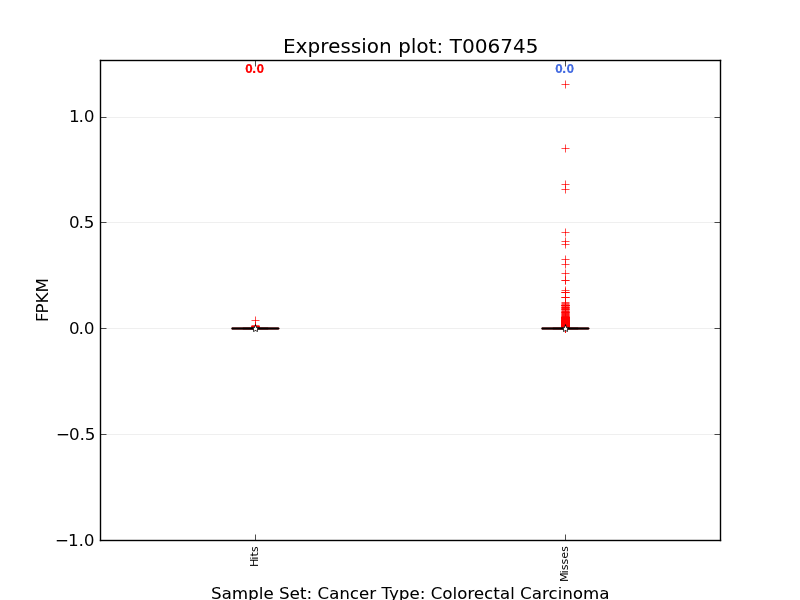 Expression plot: T006745
0.0
0.0
1.0
0.5
0.0
−0.5
−1.0
FPKM
Hits
Misses
Sample Set: Cancer Type: Colorectal Carcinoma